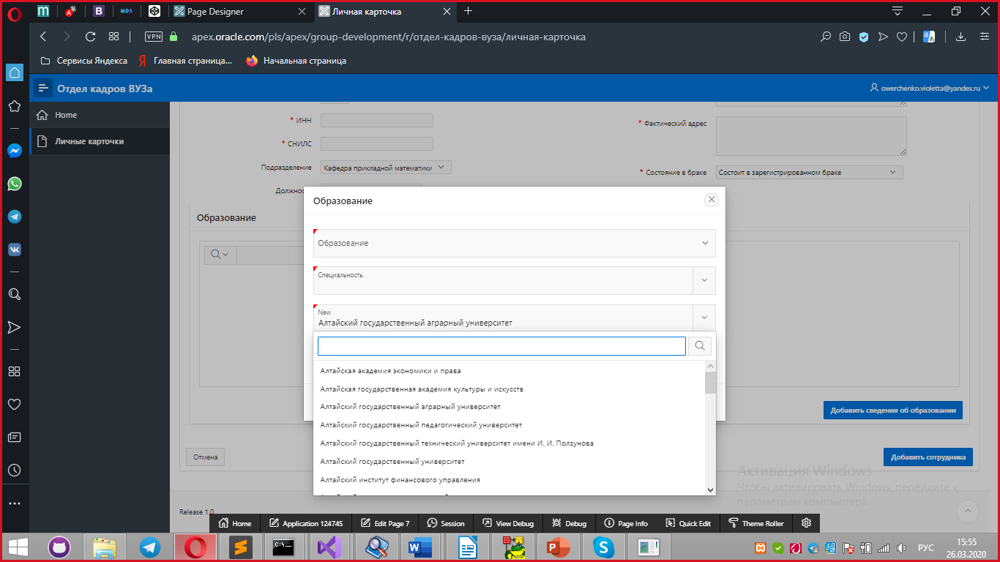 Page Designer
Личная карточка
VPN
apex.oracle.com/pls/apex/group-development/r/отдел-кадров-вуза/личная-карточка
Сервисы Яндекса
Главная страница...
Начальная страница
Отдел кадров ВУЗа
owerchenko.violetta@yandex.ru
Home
Личные карточки
* ИНН
* СНИЛС
Подразделение
Кафедра прикладной математики
* Фактический адрес
* Состояние в браке
Состоит в зарегистрированном браке
Образование
Образование
Образование
Специальность
New
Алтайский государственный аграрный университет
Алтайская академия экономики и права
Алтайская государственная академия культуры и искусств
Алтайский государственный аграрный университет
Алтайский государственный педагогический университет
Алтайский государственный технический университет имени И. И. Ползунова
Алтайский государственный университет
Алтайский институт финансового управления
Добавить сведения об образовании
Отмена
Добавить сотрудника
Активация Windows
Чтобы активировать Windows, перейдите к
параметрам компьютера.
Release 1.0
Home
Application 124745
Edit Page 7
Session
View Debug
Debug
Page Info
Quick Edit
Theme Roller
РУС
15:55
26.03.2020